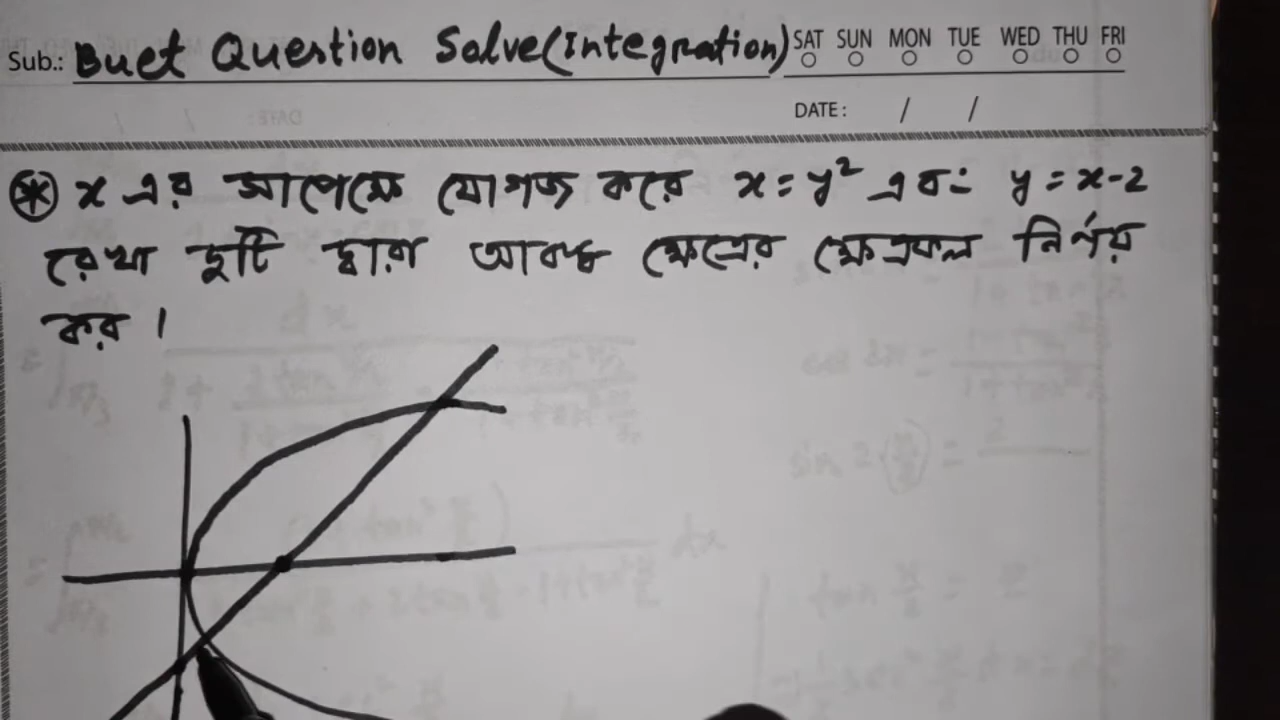 Sub.: Buet Question Solve(Integration) SAT SUN MON TUE WED THU FRI
DATE: / /
x এর সাপেক্ষে যোগজ করে x = y² এবং y = x-2
রেখা দুটি দ্বারা আবদ্ধ ক্ষেত্রের ক্ষেত্রফল নির্ণয়
কর ।